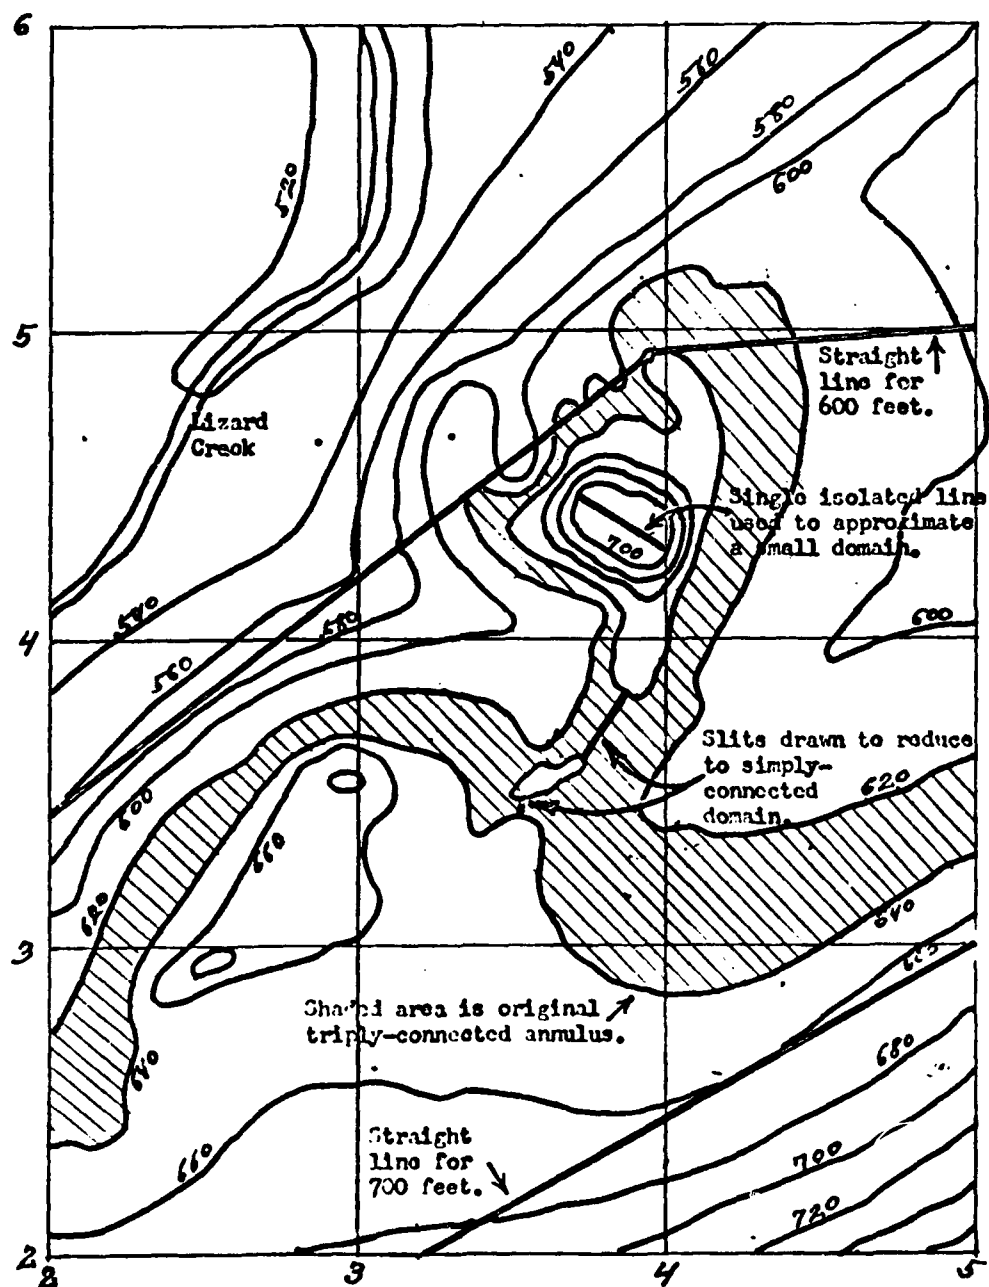 6
540
560
580
600
520
5
Straight
line for
600 feet.
Lizard
Creok
Single isolated line
used to approximate
a small domain.
700
540
580
600
4
560
Slits drawn to reduce
to simply-
connected
domain.
620
600
660
620
640
3
Shaded area is original
triply-connected annulus.
640
680
Straight
line for
700 feet.
660
700
720
2
2
3
4
5